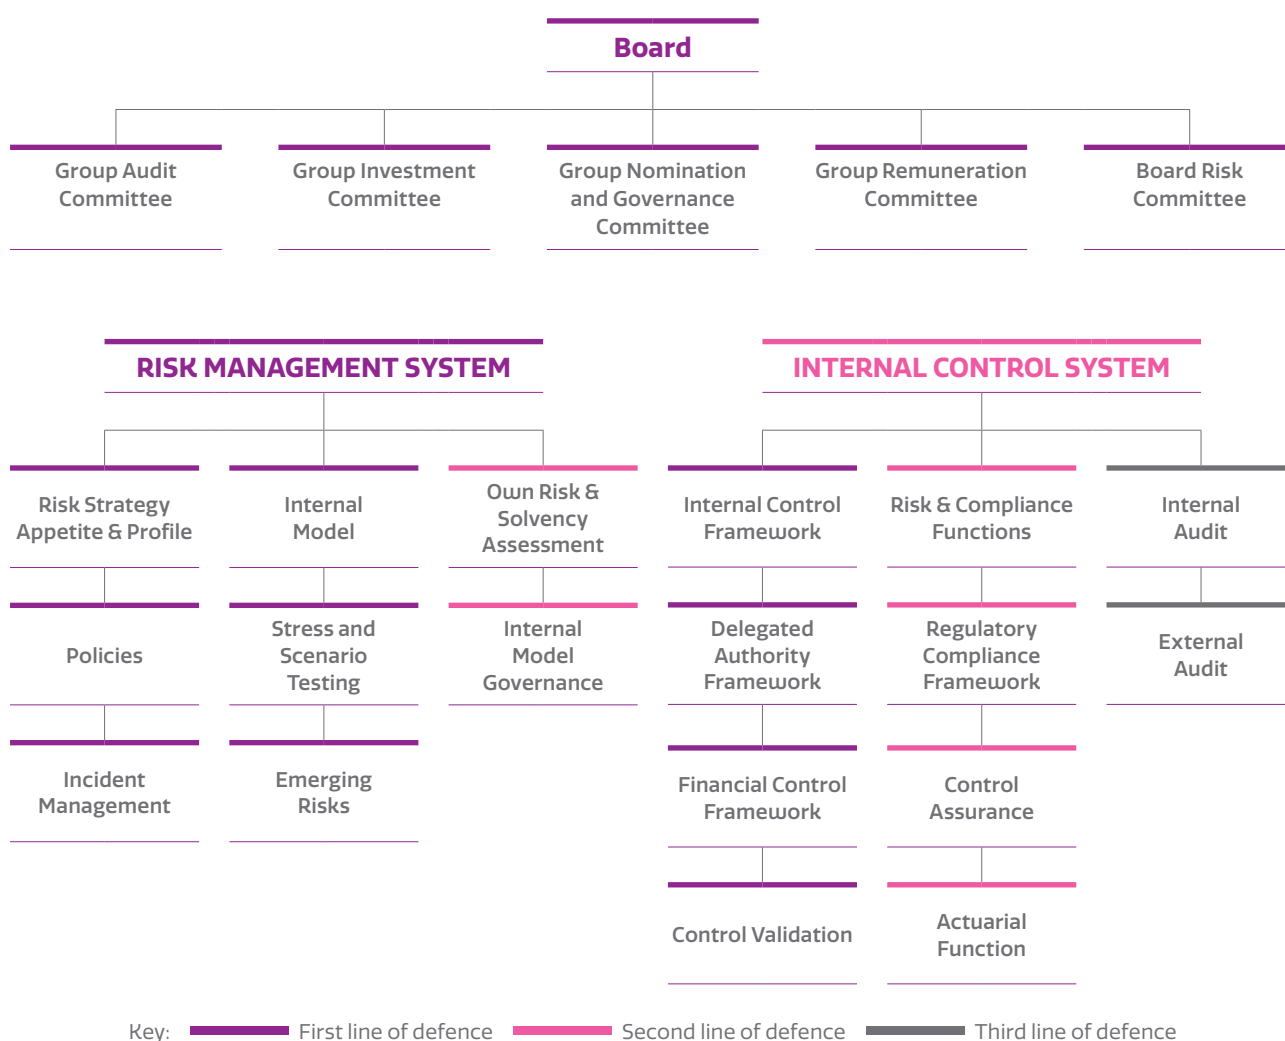 Board
Group Audit
Committee
Group Investment
Committee
Group Nomination
and Governance
Committee
Group Remuneration
Committee
Board Risk
Committee
RISK MANAGEMENT SYSTEM
Risk Strategy
Appetite & Profile
Internal
Model
Own Risk &
Solvency
Assessment
Policies
Stress and
Scenario
Testing
Internal
Model
Governance
Incident
Management
Emerging
Risks
INTERNAL CONTROL SYSTEM
Internal Control
Framework
Risk & Compliance
Functions
Internal
Audit
Delegated
Authority
Framework
Regulatory
Compliance
Framework
External
Audit
Financial Control
Framework
Control
Assurance
Control Validation
Actuarial
Function
Key: First line of defence Second line of defence Third line of defence